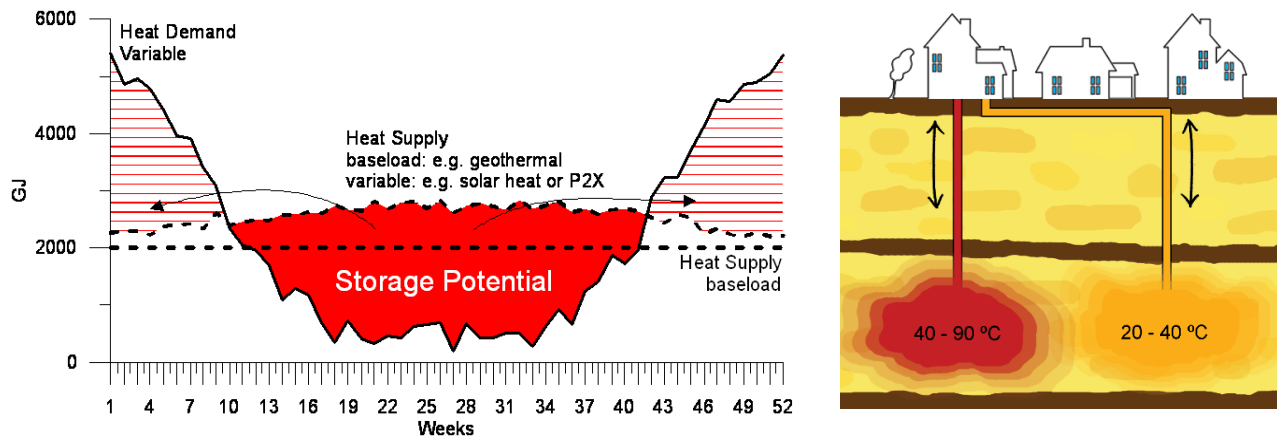 6000
4000
2000
0
GJ
Heat Demand
Variable
Heat Supply
baseload: e.g. geothermal
variable: e.g. solar heat or P2X
Storage Potential
Heat Supply
baseload
1 4 7 10 13 16 19 22 25 28 31 34 37 40 43 46 49 52
Weeks
40 - 90 ºC
20 - 40 ºC